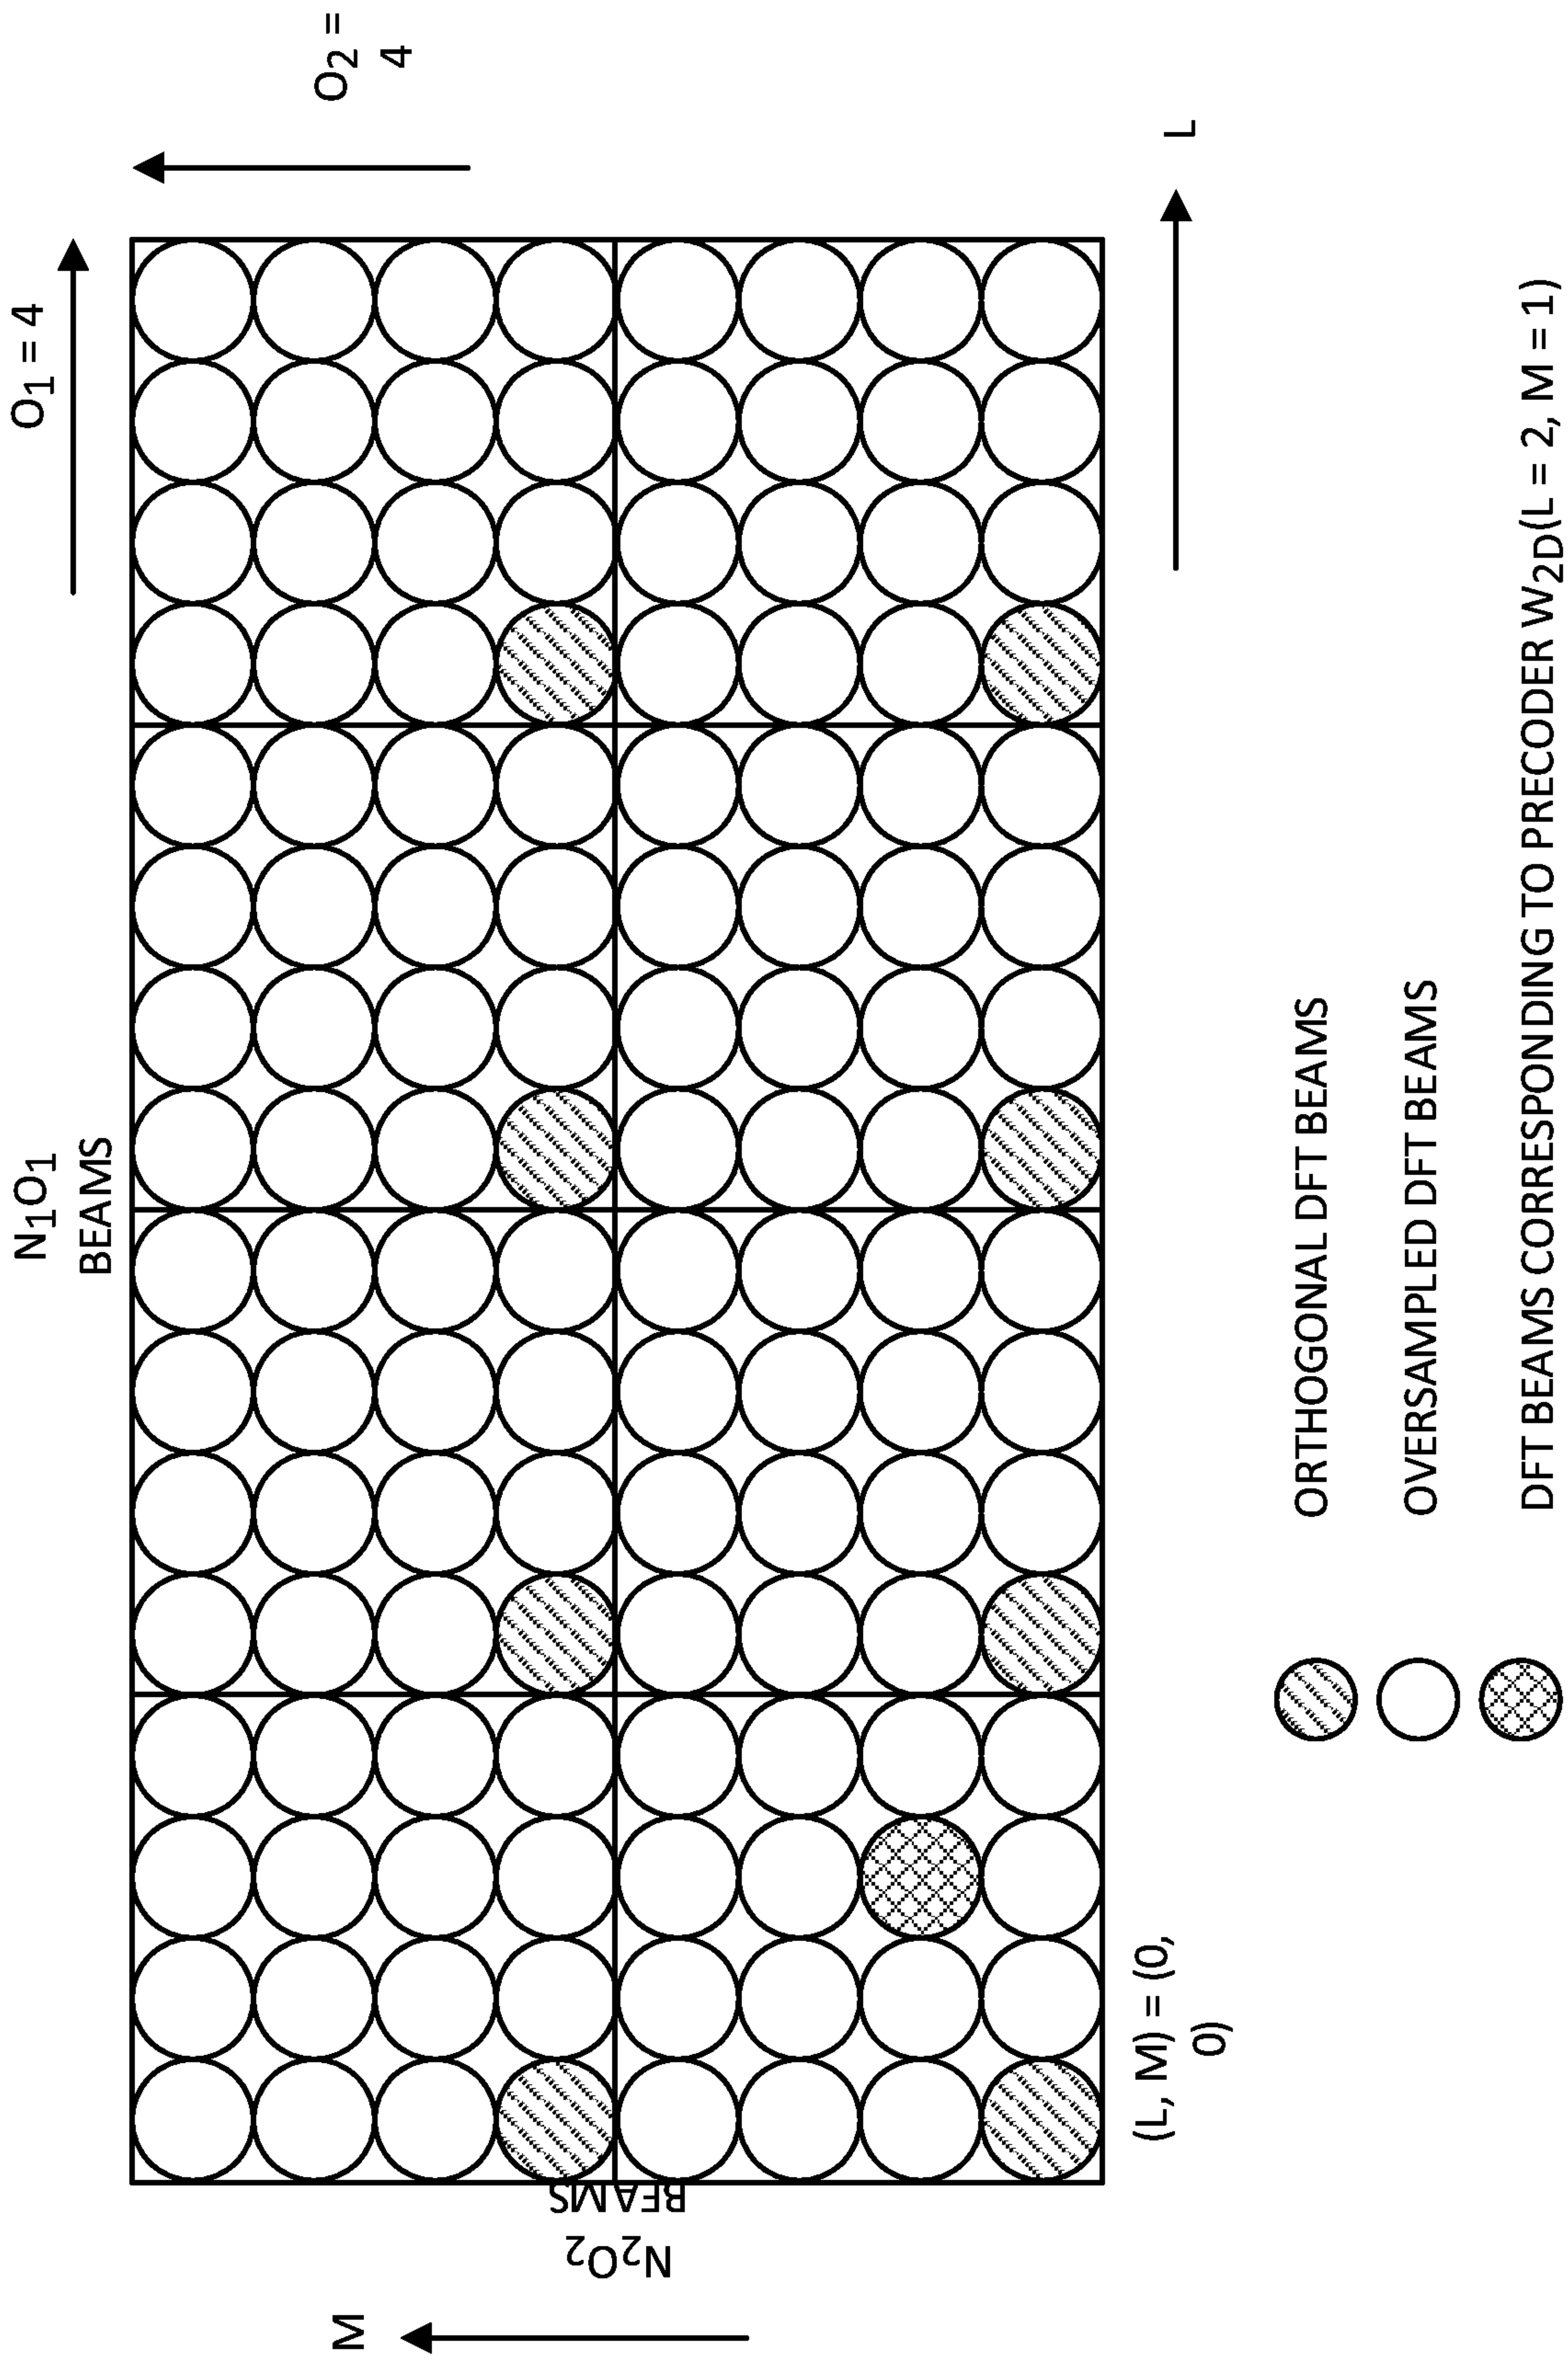 N1O1
BEAMS
O1 = 4
O2 =
4
M
N2O2
BEAMS
(L, M) = (0,
0)
L
ORTHOGONAL DFT BEAMS
OVERSAMPLED DFT BEAMS
DFT BEAMS CORRESPONDING TO PRECODER W2D(L = 2, M = 1)